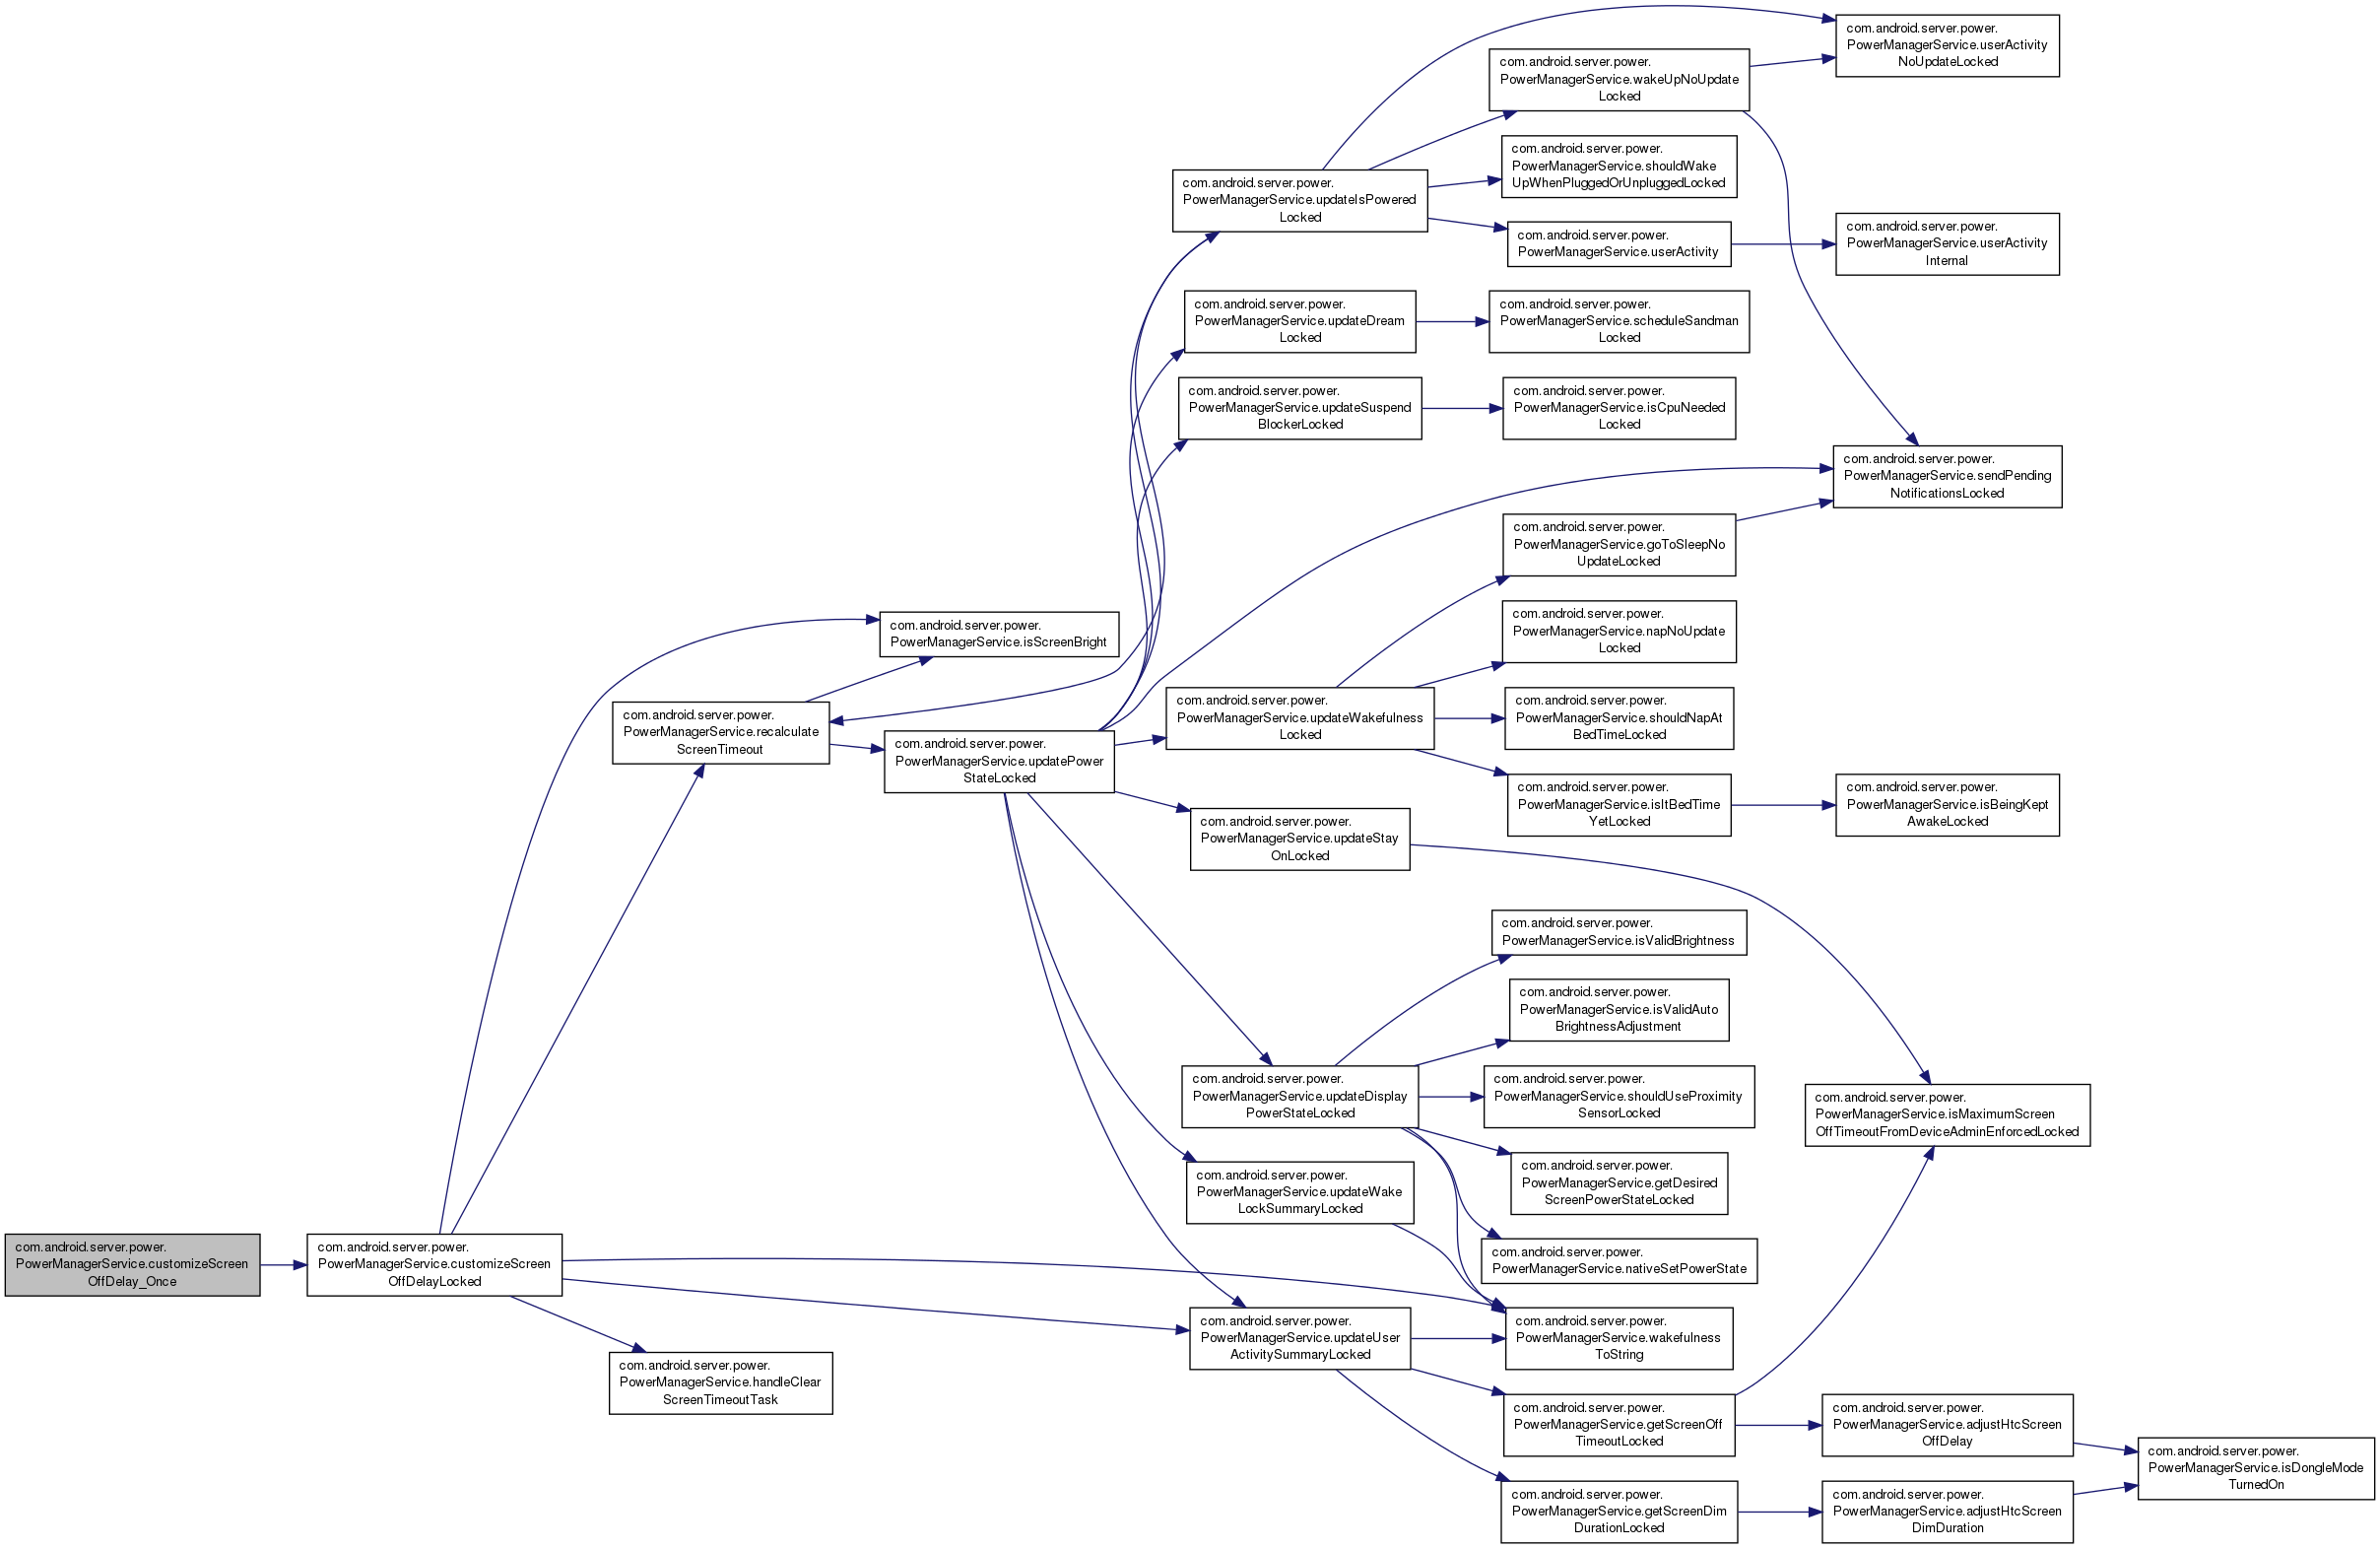 com.android.server.power.
PowerManagerService.customizeScreen
OffDelay_Once
com.android.server.power.
PowerManagerService.customizeScreen
OffDelayLocked
com.android.server.power.
PowerManagerService.isScreenBright
com.android.server.power.
PowerManagerService.recalculate
ScreenTimeout
com.android.server.power.
PowerManagerService.handleClear
ScreenTimeoutTask
com.android.server.power.
PowerManagerService.updatePower
StateLocked
com.android.server.power.
PowerManagerService.updateIsPowered
Locked
com.android.server.power.
PowerManagerService.updateDream
Locked
com.android.server.power.
PowerManagerService.updateSuspend
BlockerLocked
com.android.server.power.
PowerManagerService.updateWakefulness
Locked
com.android.server.power.
PowerManagerService.updateStay
OnLocked
com.android.server.power.
PowerManagerService.updateDisplay
PowerStateLocked
com.android.server.power.
PowerManagerService.updateWake
LockSummaryLocked
com.android.server.power.
PowerManagerService.updateUser
ActivitySummaryLocked
com.android.server.power.
PowerManagerService.wakeUpNoUpdate
Locked
com.android.server.power.
PowerManagerService.shouldWake
UpWhenPluggedOrUnpluggedLocked
com.android.server.power.
PowerManagerService.userActivity
com.android.server.power.
PowerManagerService.scheduleSandman
Locked
com.android.server.power.
PowerManagerService.isCpuNeeded
Locked
com.android.server.power.
PowerManagerService.goToSleepNo
UpdateLocked
com.android.server.power.
PowerManagerService.napNoUpdate
Locked
com.android.server.power.
PowerManagerService.shouldNapAt
BedTimeLocked
com.android.server.power.
PowerManagerService.isItBedTime
YetLocked
com.android.server.power.
PowerManagerService.isValidBrightness
com.android.server.power.
PowerManagerService.isValidAuto
BrightnessAdjustment
com.android.server.power.
PowerManagerService.shouldUseProximity
SensorLocked
com.android.server.power.
PowerManagerService.getDesired
ScreenPowerStateLocked
com.android.server.power.
PowerManagerService.nativeSetPowerState
com.android.server.power.
PowerManagerService.wakefulness
ToString
com.android.server.power.
PowerManagerService.getScreenOff
TimeoutLocked
com.android.server.power.
PowerManagerService.getScreenDim
DurationLocked
com.android.server.power.
PowerManagerService.userActivity
NoUpdateLocked
com.android.server.power.
PowerManagerService.userActivity
Internal
com.android.server.power.
PowerManagerService.sendPending
NotificationsLocked
com.android.server.power.
PowerManagerService.isBeingKept
AwakeLocked
com.android.server.power.
PowerManagerService.isMaximumScreen
OffTimeoutFromDeviceAdminEnforcedLocked
com.android.server.power.
PowerManagerService.adjustHtcScreen
OffDelay
com.android.server.power.
PowerManagerService.adjustHtcScreen
DimDuration
com.android.server.power.
PowerManagerService.isDongleMode
TurnedOn